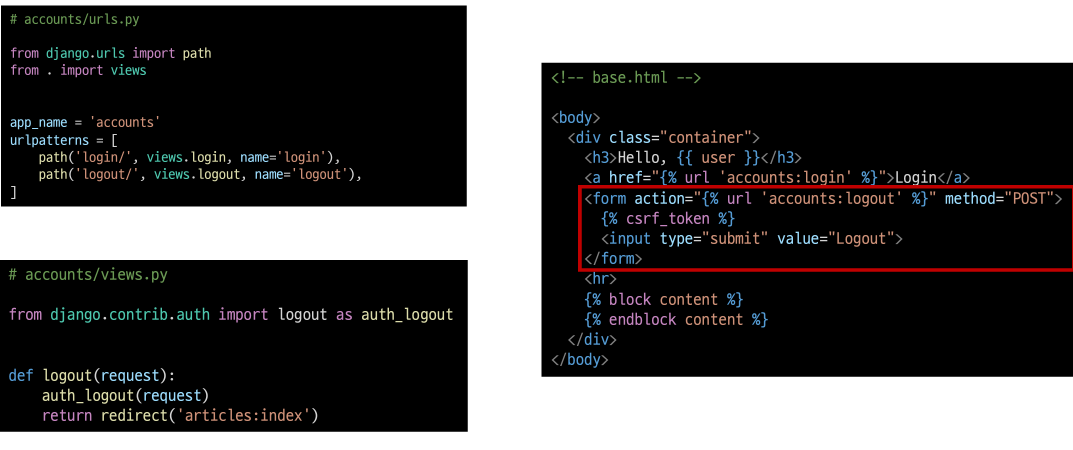 # accounts/urls.py
from django.urls import path
from . import views
app_name = 'accounts'
urlpatterns = [
    path('login/', views.login, name='login'),
    path('logout/', views.logout, name='logout'),
]
# accounts/views.py
from django.contrib.auth import logout as auth_logout
def logout(request):
    auth_logout(request)
    return redirect('articles:index')
<!-- base.html -->
<body>
  <div class="container">
    <h3>Hello, {{ user }}</h3>
    <a href="{% url 'accounts:login' %}">Login</a>
    <form action="{% url 'accounts:logout' %}" method="POST">
      {% csrf_token %}
      <input type="submit" value="Logout">
    </form>
    <hr>
    {% block content %}
    {% endblock content %}
  </div>
</body>